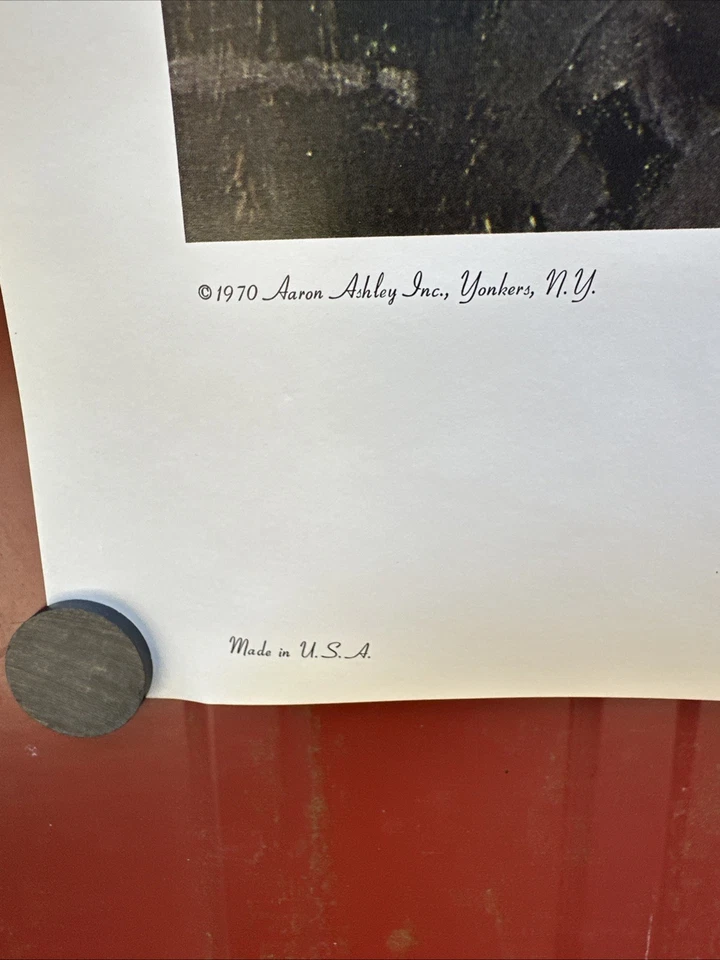 ©1970 Aaron Ashley Inc., Yonkers, N.Y.
Made in U.S.A.